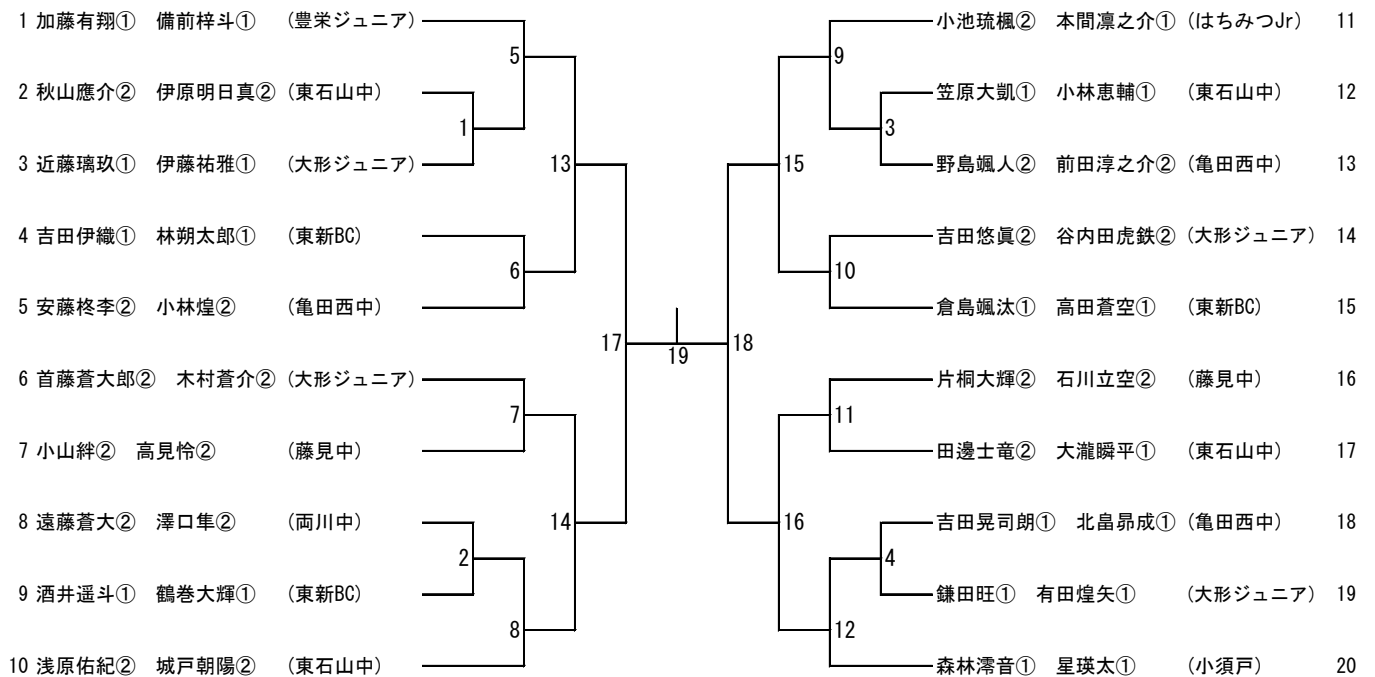 1 加藤有翔① 備前梓斗① (豊栄ジュニア)
2 秋山應介② 伊原明日真② (東石山中)
3 近藤璃玖① 伊藤祐雅① (大形ジュニア)
4 吉田伊織① 林朔太郎① (東新BC)
5 安藤柊李② 小林煌② (亀田西中)
6 首藤蒼大郎② 木村蒼介② (大形ジュニア)
7 小山絆② 高見怜② (藤見中)
8 遠藤蒼大② 澤口隼② (両川中)
9 酒井遥斗① 鶴巻大輝① (東新BC)
10 浅原佑紀② 城戸朝陽② (東石山中)
5
1
13
6
17
7
14
2
8
19
9
3
15
10
18
11
16
4
12
小池琉楓② 本間凛之介① (はちみつJr) 11
笠原大凱① 小林恵輔① (東石山中) 12
野島颯人② 前田淳之介② (亀田西中) 13
吉田悠眞② 谷内田虎鉄② (大形ジュニア) 14
倉島颯汰① 高田蒼空① (東新BC) 15
片桐大輝② 石川立空② (藤見中) 16
田邊士竜② 大瀧瞬平① (東石山中) 17
吉田晃司朗① 北畠昴成① (亀田西中) 18
鎌田旺① 有田煌矢① (大形ジュニア) 19
森林澪音① 星瑛太① (小須戸) 20